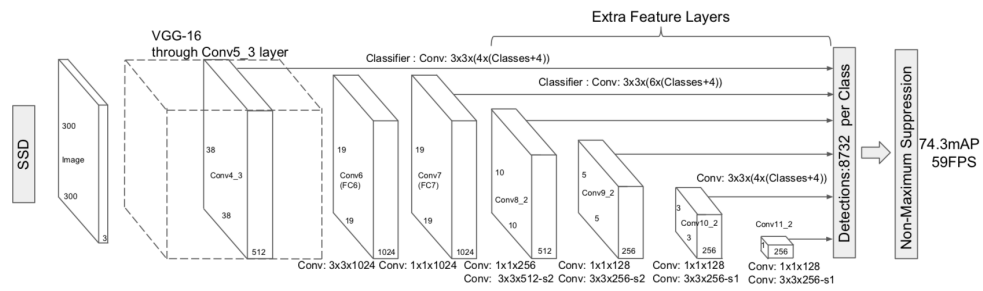 Extra Feature Layers
VGG-16
through Conv5_3 layer
Classifier : Conv: 3x3x(4x(Classes+4))
Classifier : Conv: 3x3x(6x(Classes+4))
SSD
300
Image
300
3
38
Conv4_3
38
512
19
Conv6
(FC6)
19
1024
19
Conv7
(FC7)
19
1024
10
Conv8_2
10
512
5
Conv9_2
5
256
Conv: 3x3x(4x(Classes+4))
3
Conv10_2
3
256
Conv11_2
1
256
Detections:8732 per Class
Non-Maximum Suppression
74.3mAP
59FPS
Conv: 3x3x1024
Conv: 1x1x1024
Conv: 1x1x256
Conv: 3x3x512-s2
Conv: 1x1x128
Conv: 3x3x256-s2
Conv: 1x1x128
Conv: 3x3x256-s1
Conv: 1x1x128
Conv: 3x3x256-s1